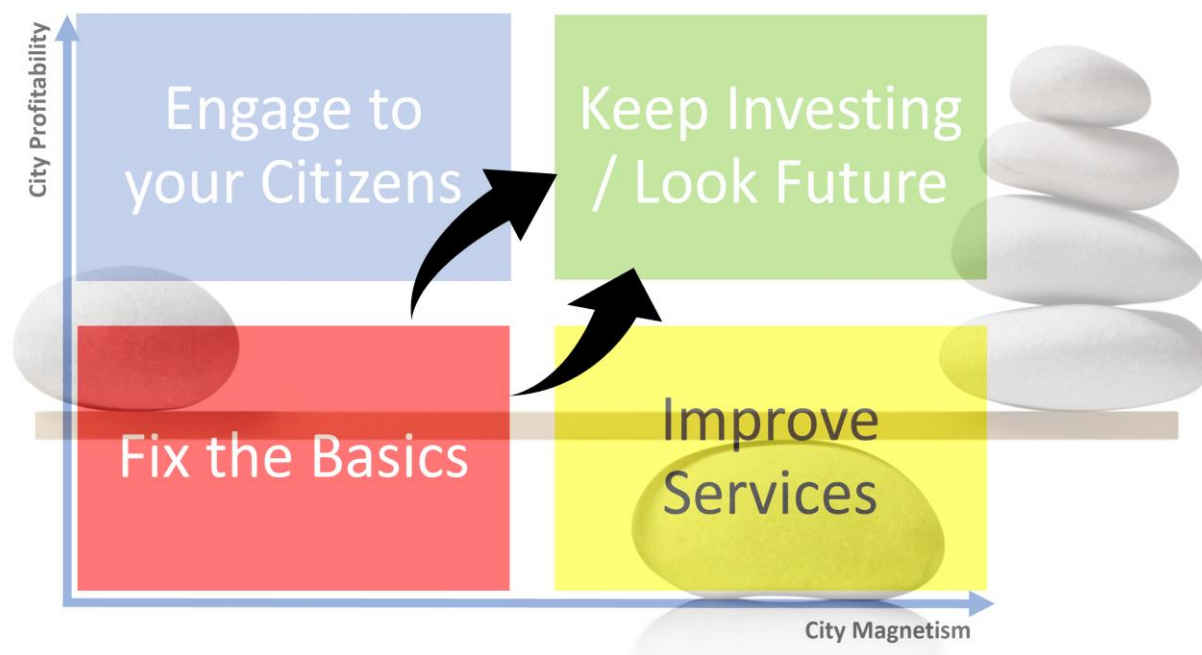 City Profitability
Engage to
your Citizens
Keep Investing
/ Look Future
Fix the Basics
Improve
Services
City Magnetism